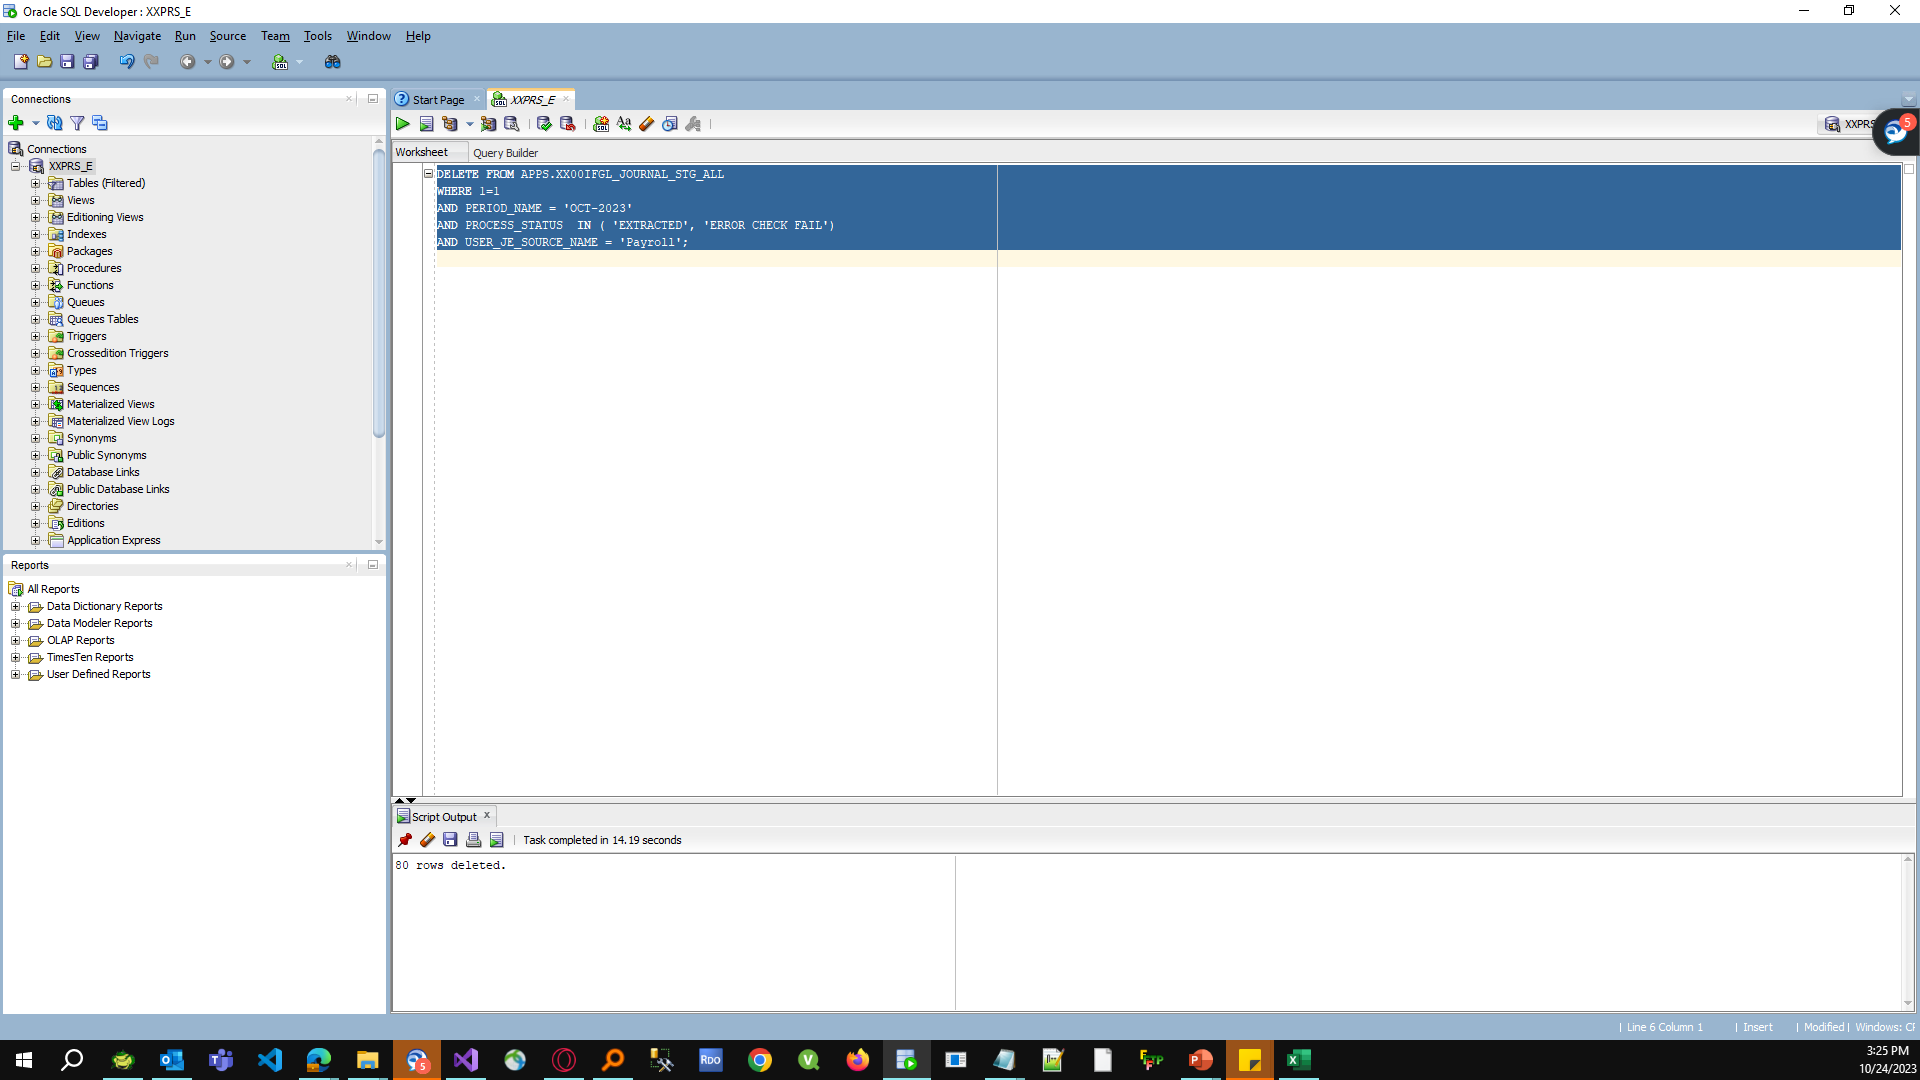 Oracle SQL Developer : XXPRS_E
File Edit View Navigate Run Source Team Tools Window Help
Connections
Connections
XXPRS_E
Tables (Filtered)
Views
Editioning Views
Indexes
Packages
Procedures
Functions
Queues
Queues Tables
Triggers
Crossedition Triggers
Types
Sequences
Materialized Views
Materialized View Logs
Synonyms
Public Synonyms
Database Links
Public Database Links
Directories
Editions
Application Express
Reports
All Reports
Data Dictionary Reports
Data Modeler Reports
OLAP Reports
TimesTen Reports
User Defined Reports
Start Page XXPRS_E
XXPRS
5
Worksheet Query Builder
DELETE FROM APPS.XX00IFGL_JOURNAL_STG_ALL
WHERE 1=1
AND PERIOD_NAME = 'OCT-2023'
AND PROCESS_STATUS  IN ( 'EXTRACTED', 'ERROR CHECK FAIL')
AND USER_JE_SOURCE_NAME = 'Payroll';
Script Output
Task completed in 14.19 seconds
80 rows deleted.
Line 6 Column 1 Insert Modified Windows: CF
5
RDO
3:25 PM
10/24/2023